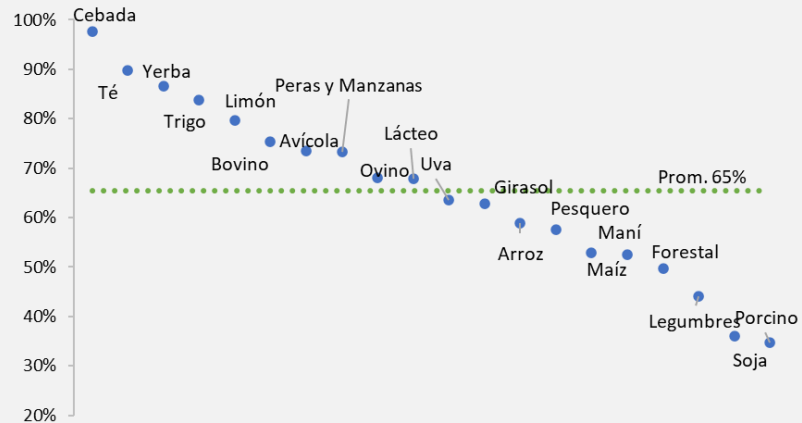 100%
90%
80%
70%
60%
50%
40%
30%
20%
Cebada
Té
Yerba
Trigo
Limón
Bovino
Avícola
Peras y Manzanas
Ovino
Lácteo
Uva
Girasol
Prom. 65%
Arroz
Pesquero
Maíz
Maní
Forestal
Legumbres
Soja
Porcino